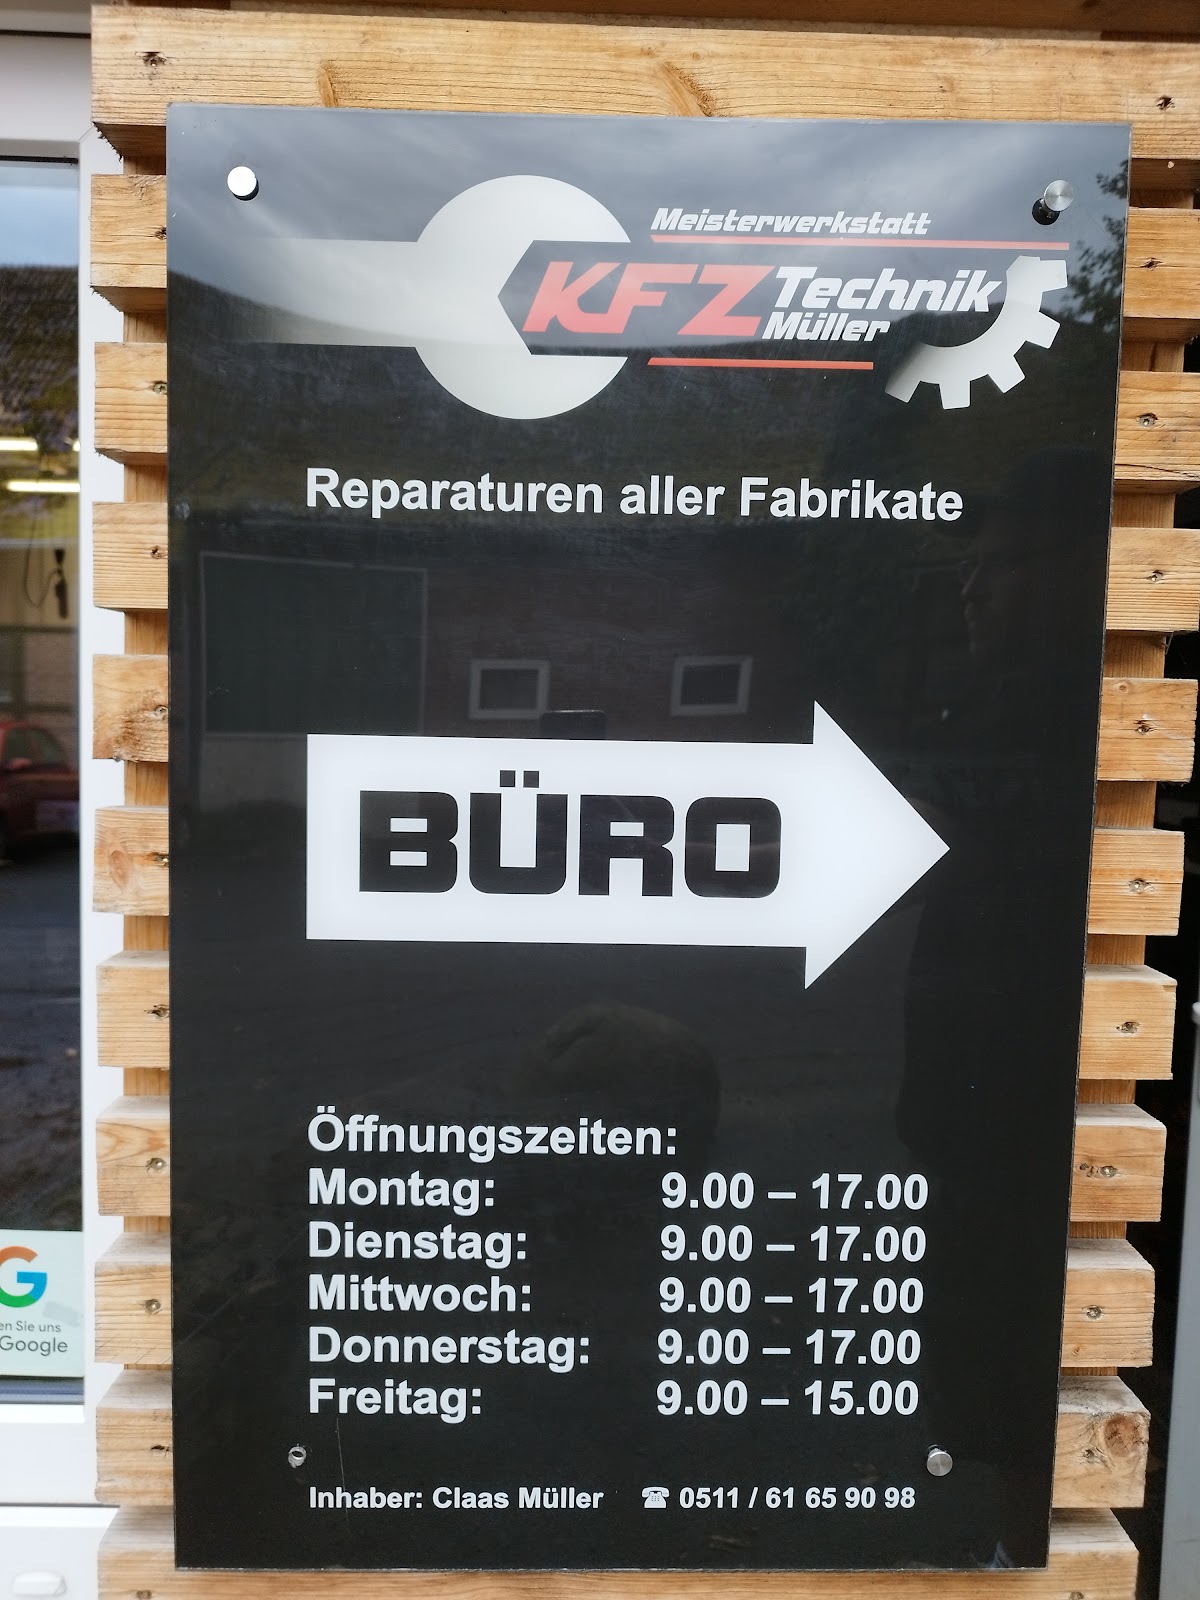 Meisterwerkstatt
KFZ Technik
Müller
Reparaturen aller Fabrikate
BÜRO
Öffnungszeiten:
Montag: 9.00 – 17.00
Dienstag: 9.00 – 17.00
Mittwoch: 9.00 – 17.00
Donnerstag: 9.00 – 17.00
Freitag: 9.00 – 15.00
Inhaber: Claas Müller ☎ 0511 / 61 65 90 98
G
Sie uns
Google